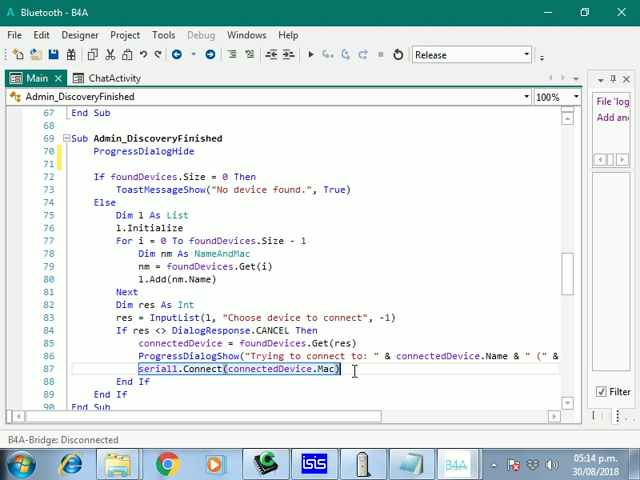 Bluetooth - B4A
File Edit Designer Project Tools Debug Windows Help
Release
Main ChatActivity
Admin_DiscoveryFinished 100%
67 End Sub
68
69 Sub Admin_DiscoveryFinished
70 ProgressDialogHide
71
72 If foundDevices.Size = 0 Then
73 ToastMessageShow("No device found.", True)
74 Else
75 Dim l As List
76 l.Initialize
77 For i = 0 To foundDevices.Size - 1
78 Dim nm As NameAndMac
79 nm = foundDevices.Get(i)
80 l.Add(nm.Name)
81 Next
82 Dim res As Int
83 res = InputList(l, "Choose device to connect", -1)
84 If res <> DialogResponse.CANCEL Then
85 connectedDevice = foundDevices.Get(res)
86 ProgressDialogShow("Trying to connect to: " & connectedDevice.Name & " (" &
87 serial1.Connect(connectedDevice.Mac)
88 End If
89 End If
90 End Sub
File 'log
Add and
Filter
B4A-Bridge: Disconnected
isis
B4A
05:14 p.m.
30/08/2018